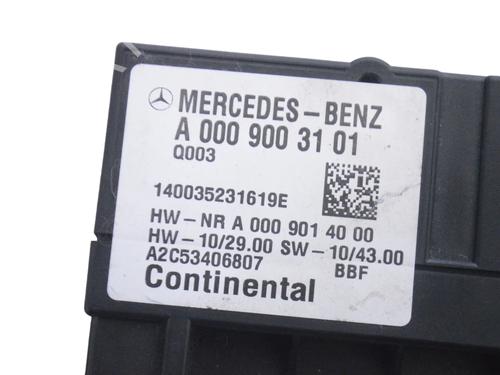 MERCEDES-BENZ
A 000 900 31 01
Q003
140035231619E
HW-NR A 000 901 40 00
HW-10/29.00 SW-10/43.00
A2C53406807 BBF
Continental